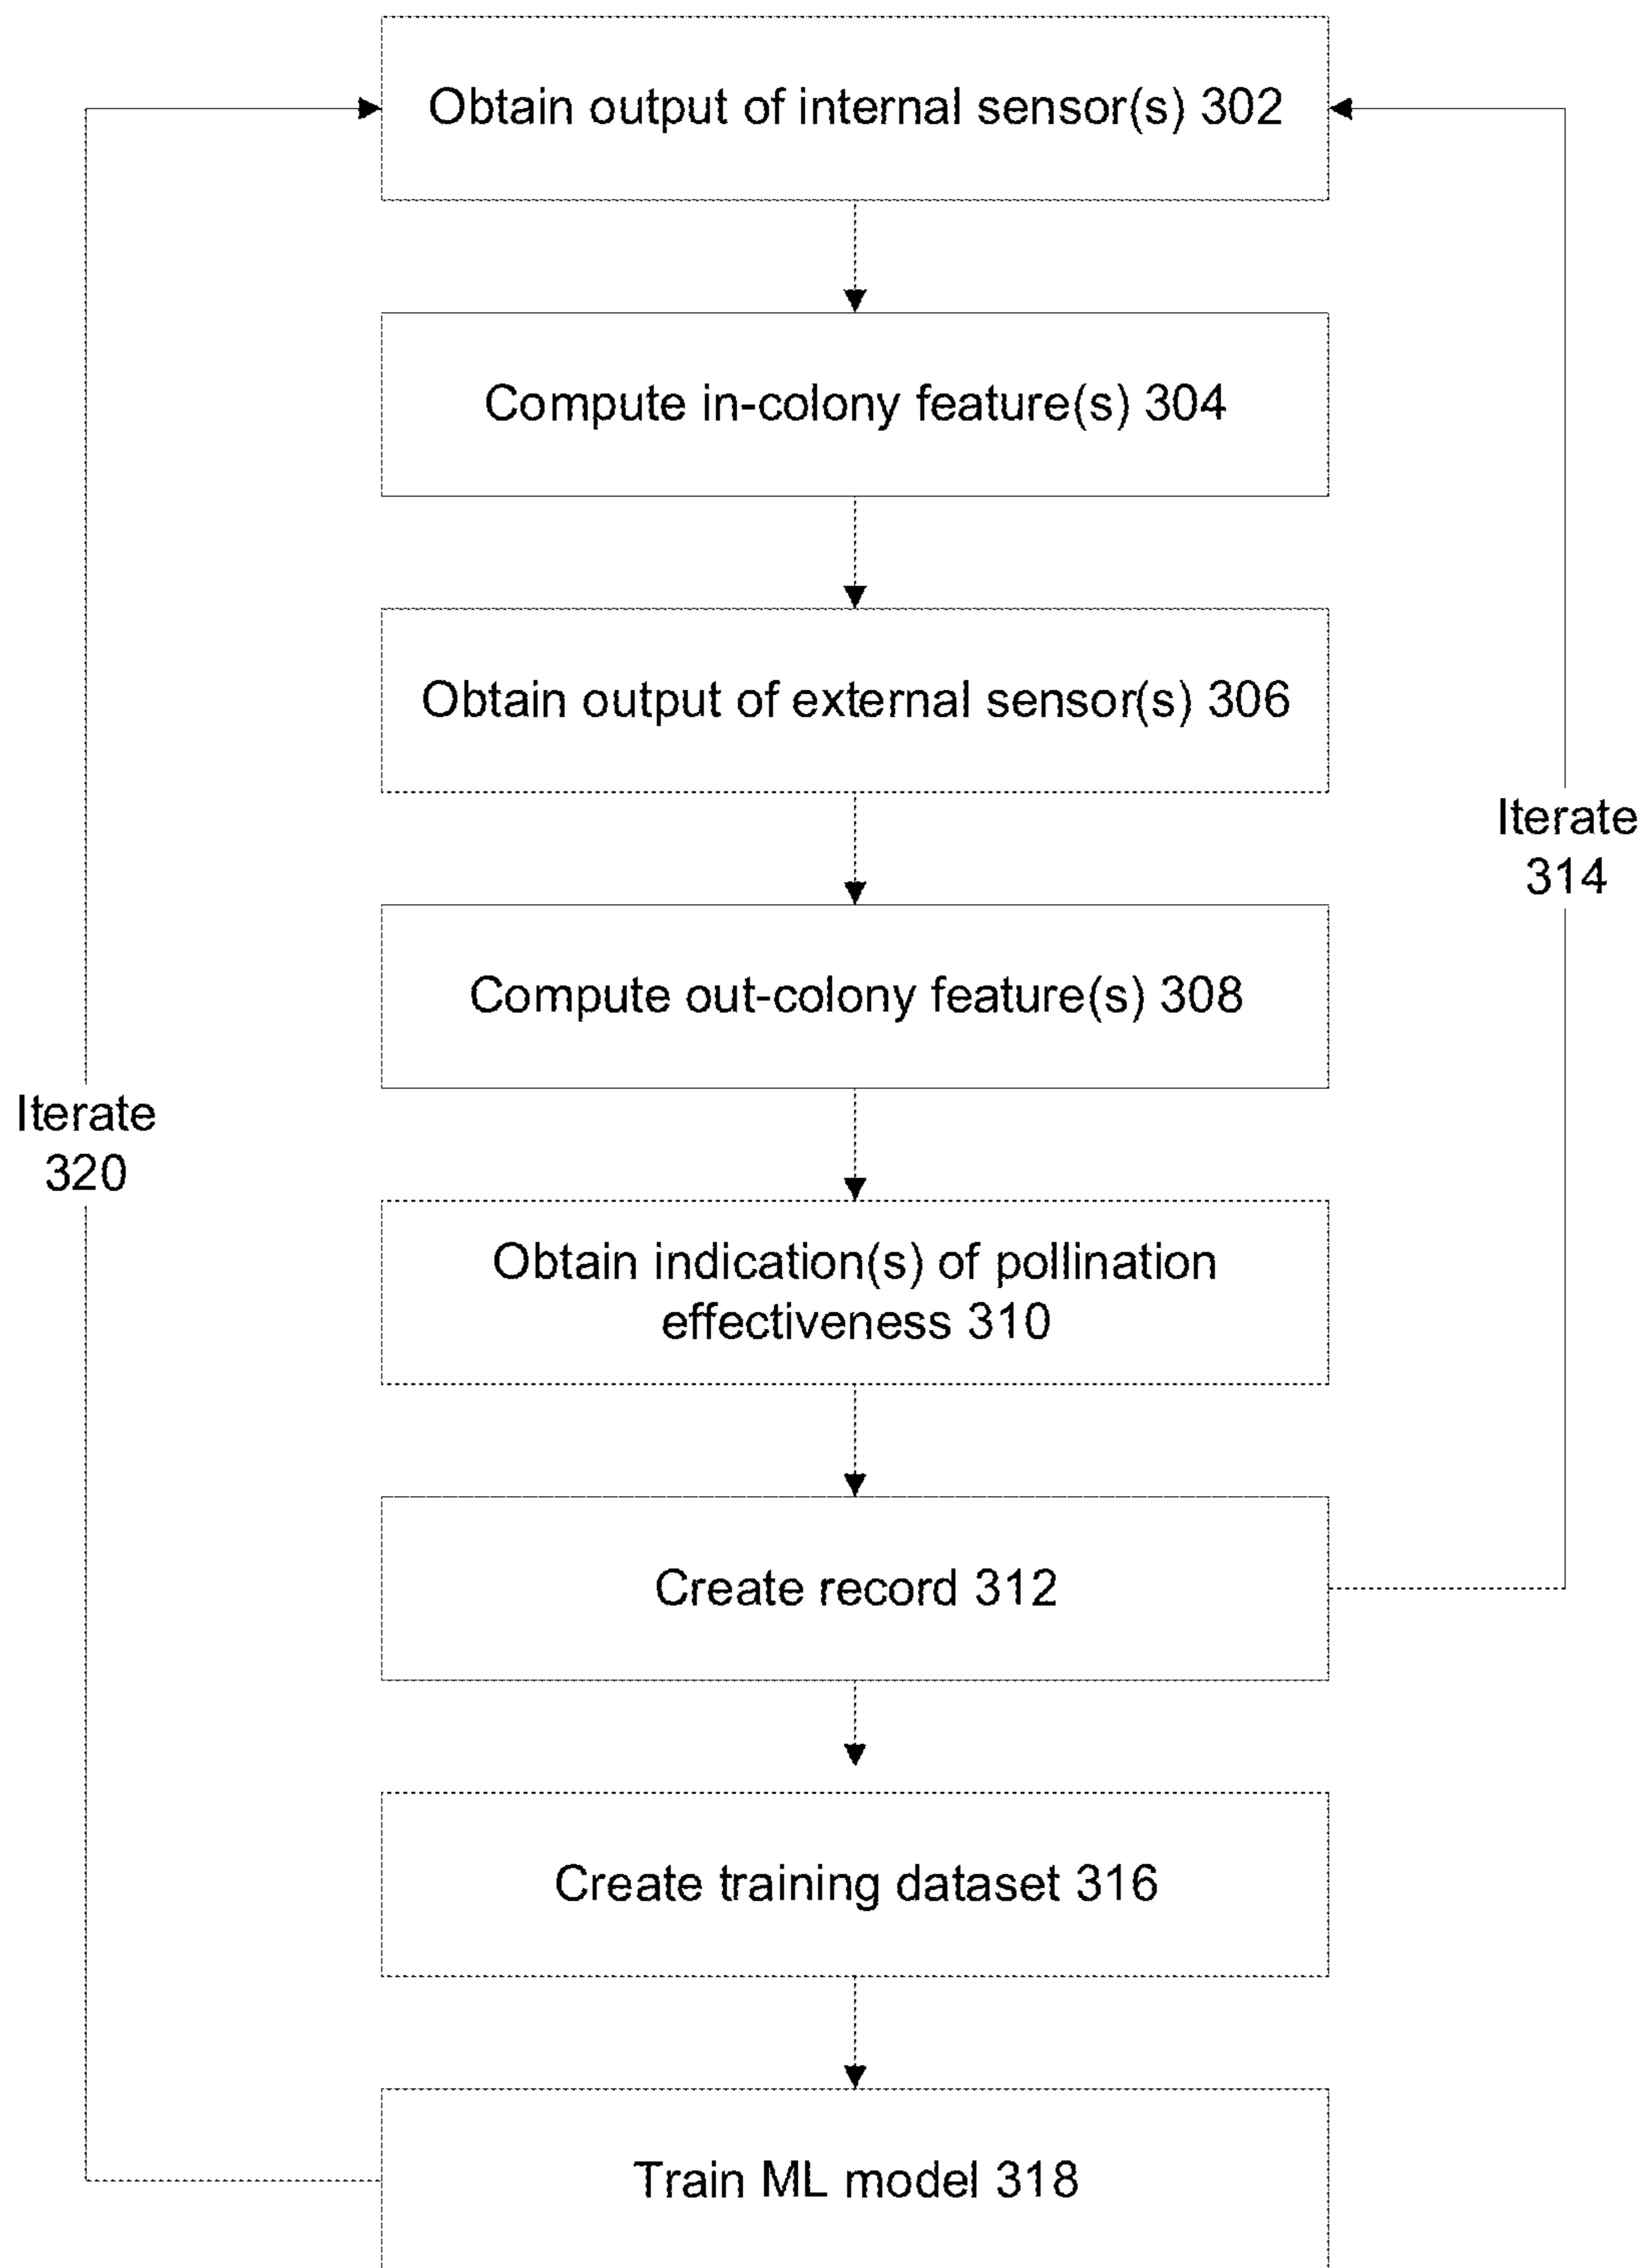 Obtain output of internal sensor(s) 302
Compute in-colony feature(s) 304
Obtain output of external sensor(s) 306
Iterate
314
Compute out-colony feature(s) 308
Iterate
320
Obtain indication(s) of pollination
effectiveness 310
Create record 312
Create training dataset 316
Train ML model 318